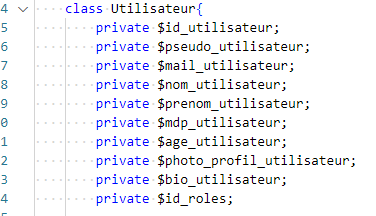 4 class Utilisateur{
5 private $id_utilisateur;
6 private $pseudo_utilisateur;
7 private $mail_utilisateur;
8 private $nom_utilisateur;
9 private $prenom_utilisateur;
0 private $mdp_utilisateur;
1 private $age_utilisateur;
2 private $photo_profil_utilisateur;
3 private $bio_utilisateur;
4 private $id_roles;